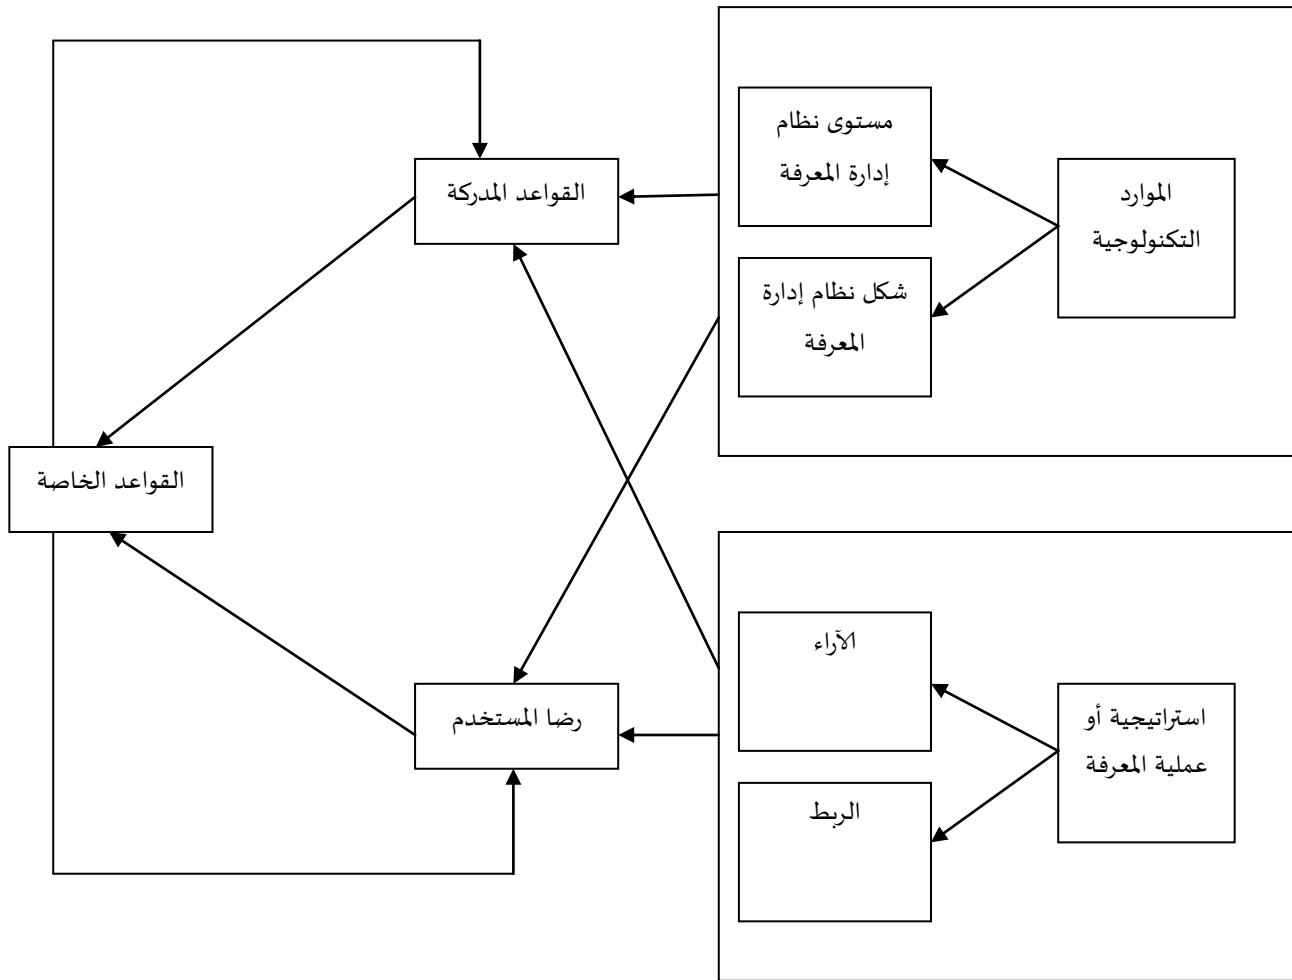 مستوى نظام
إدارة المعرفة
الموارد
التكنولوجية
القواعد المدركة
شكل نظام إدارة
المعرفة
القواعد الخاصة
الآراء
استراتيجية أو
عملية المعرفة
رضا المستخدم
الربط